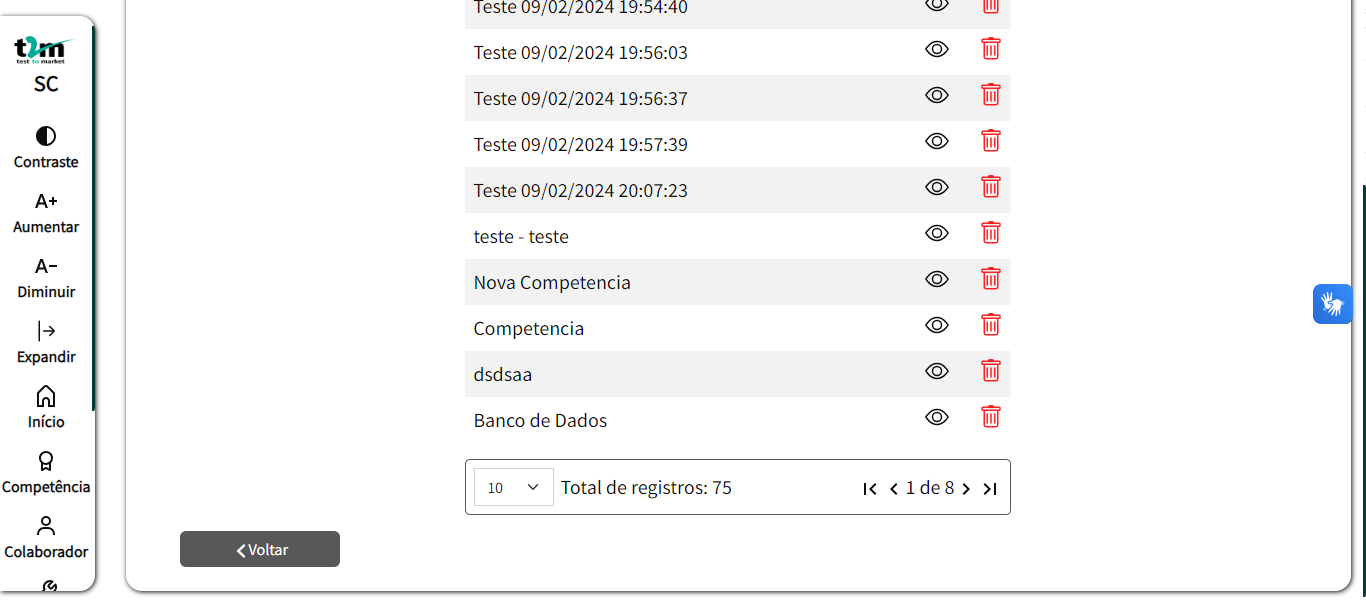 t2m
test to market
SC
Contraste
A+
Aumentar
A−
Diminuir
Expandir
Início
Competência
Colaborador
Teste 09/02/2024 19:54:40
Teste 09/02/2024 19:56:03
Teste 09/02/2024 19:56:37
Teste 09/02/2024 19:57:39
Teste 09/02/2024 20:07:23
teste - teste
Nova Competencia
Competencia
dsdsaa
Banco de Dados
10 Total de registros: 75 1 de 8
Voltar